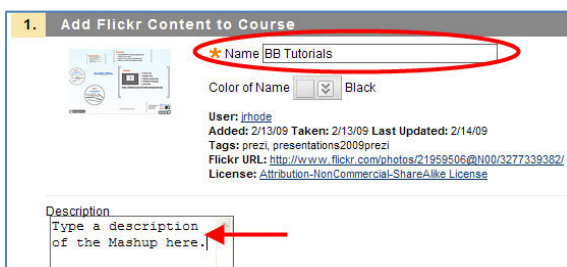 1. Add Flickr Content to Course
* Name BB Tutorials
Color of Name Black
User: jrhode
Added: 2/13/09 Taken: 2/13/09 Last Updated: 2/14/09
Tags: prezi, presentations2009prezi
Flickr URL: http://www.flickr.com/photos/21959506@N00/3277339382/
License: Attribution-NonCommercial-ShareAlike License
Description
Type a description
of the Mashup here.